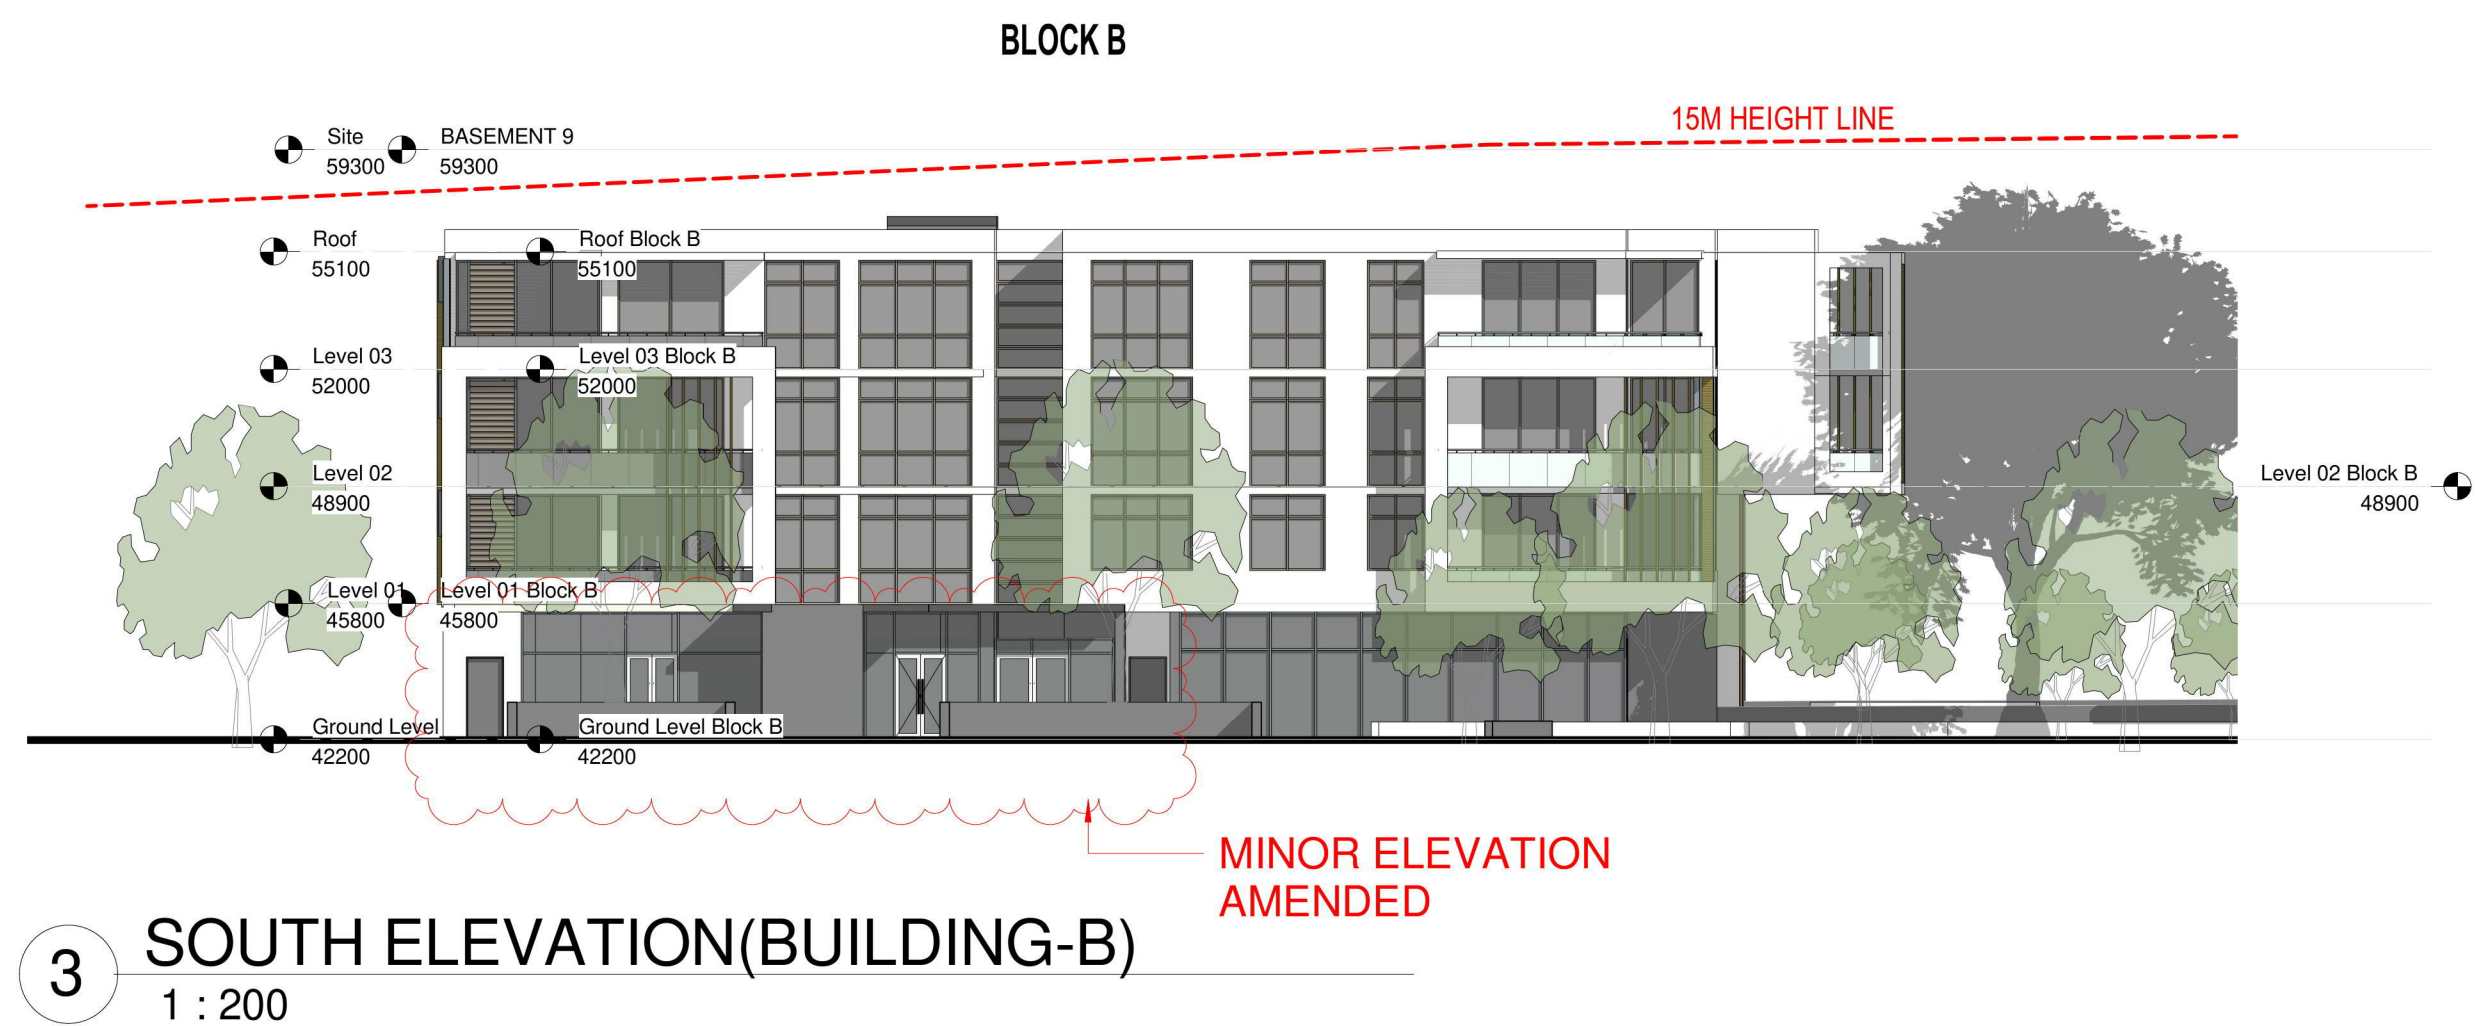 BLOCK B
15M HEIGHT LINE
Site
59300
BASEMENT 9
59300
Roof
55100
Roof Block B
55100
Level 03
52000
Level 03 Block B
52000
Level 02
48900
Level 02 Block B
48900
Level 01
45800
Level 01 Block B
45800
Ground Level
42200
Ground Level Block B
42200
MINOR ELEVATION
AMENDED
3
SOUTH ELEVATION(BUILDING-B)
1 : 200